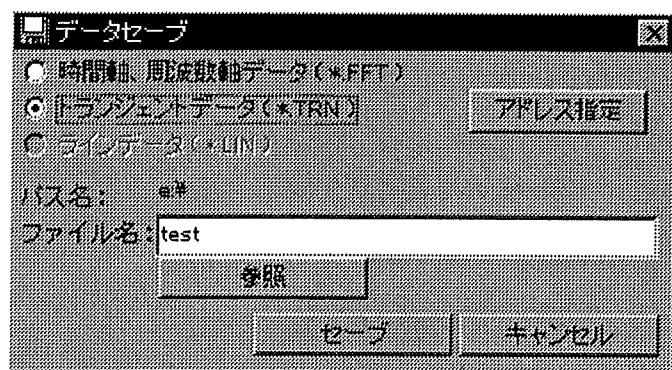 データセーブ
時間軸、周波数軸データ(*.FFT)
トランジェントデータ(*.TRN)
アドレス指定
ラインデータ(*.LIN)
パス名: e:¥
ファイル名: test
参照
セーブ
キャンセル